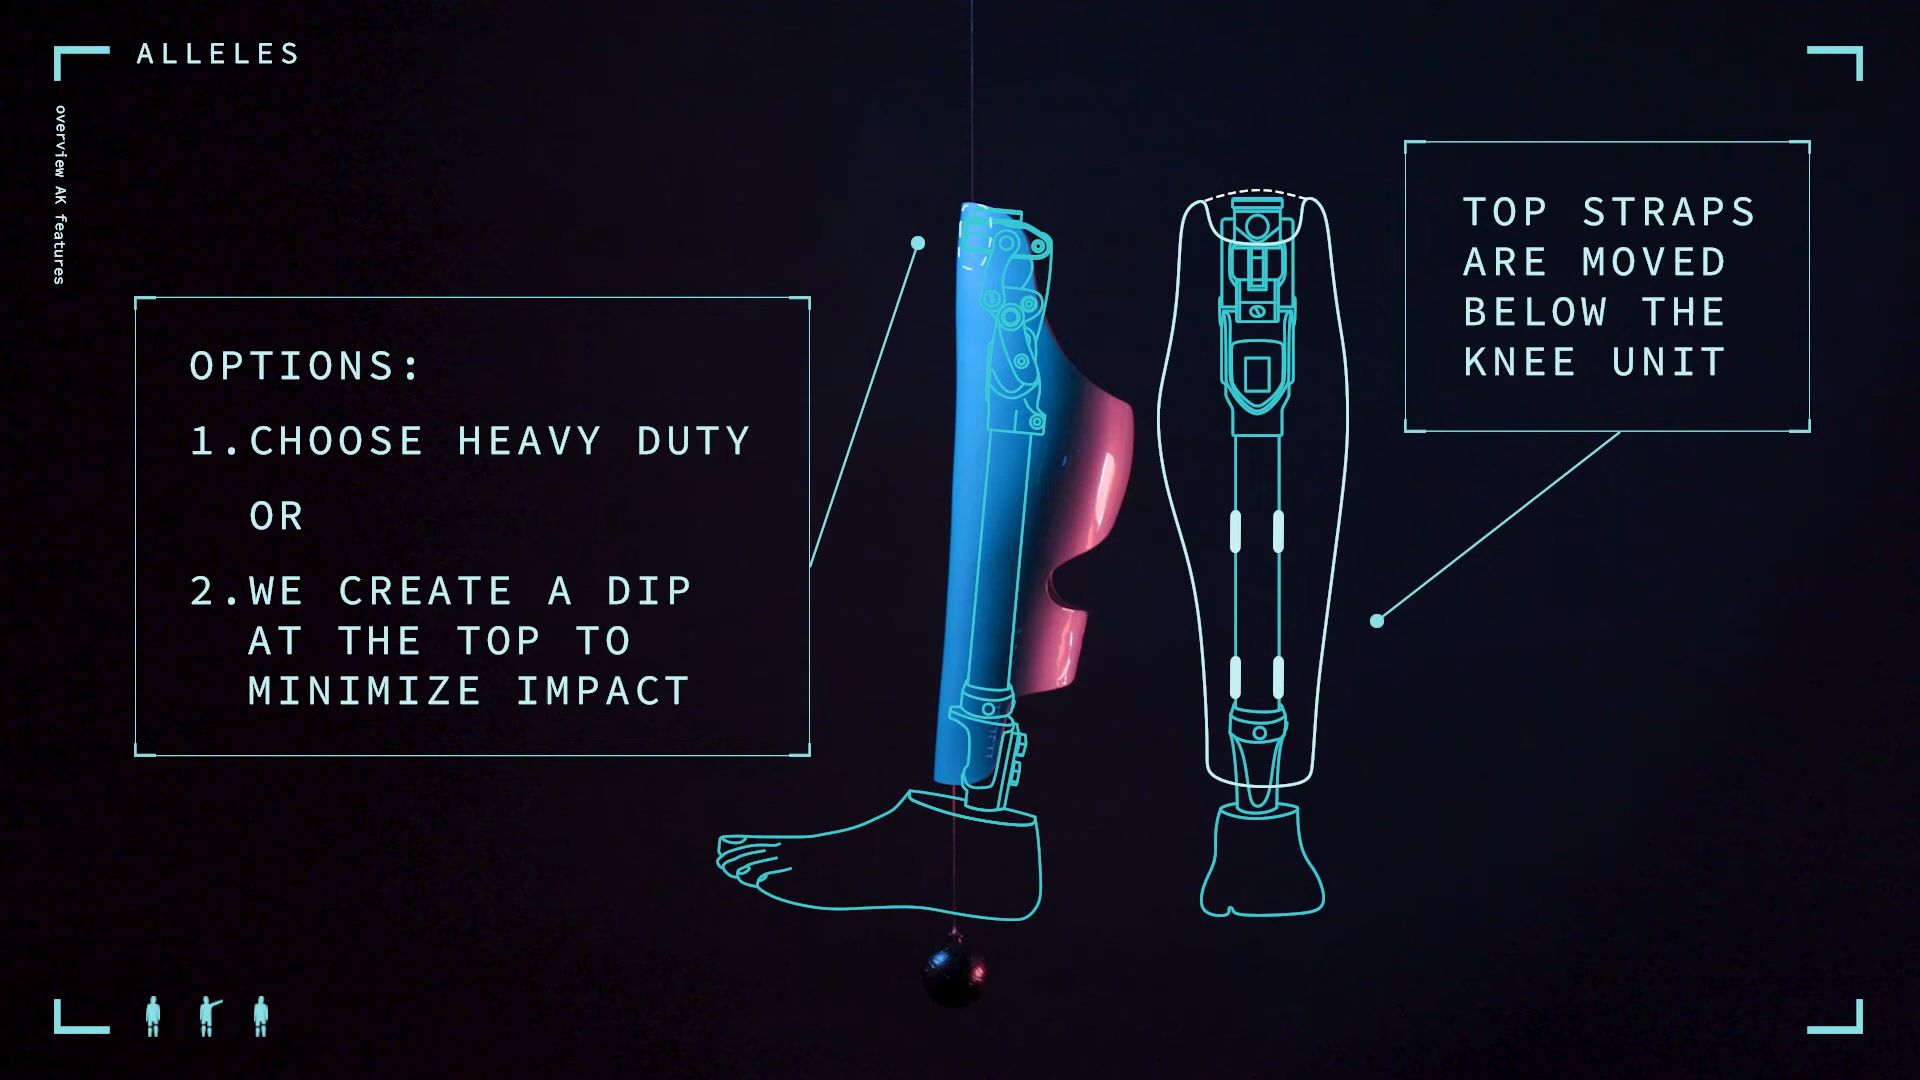 ALLELES
overview AK features
OPTIONS:
1.CHOOSE HEAVY DUTY
OR
2.WE CREATE A DIP
AT THE TOP TO
MINIMIZE IMPACT
TOP STRAPS
ARE MOVED
BELOW THE
KNEE UNIT